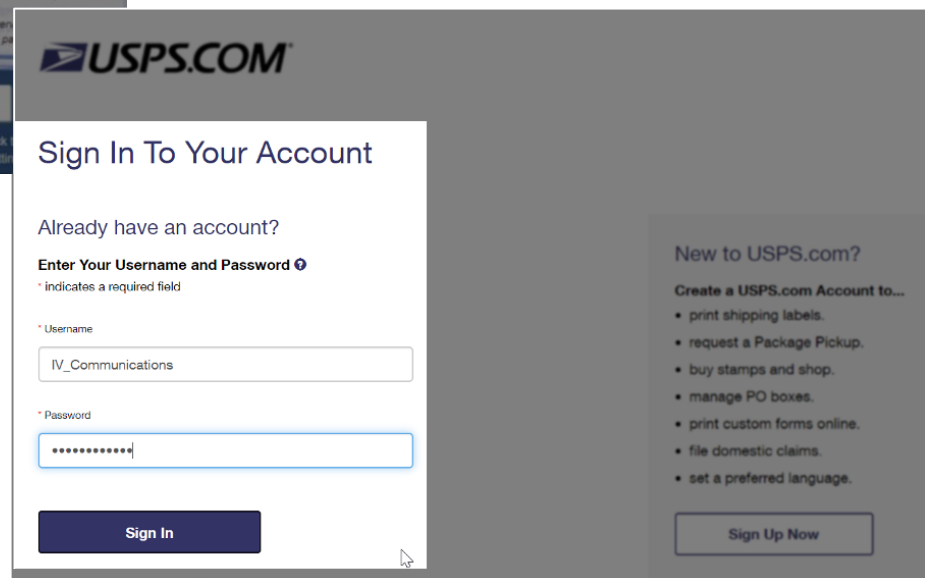 USPS.COM
Sign In To Your Account
Already have an account?
Enter Your Username and Password
* indicates a required field
* Username
IV_Communications
* Password
••••••••••••
Sign In
New to USPS.com?
Create a USPS.com Account to...
• print shipping labels.
• request a Package Pickup.
• buy stamps and shop.
• manage PO boxes.
• print custom forms online.
• file domestic claims.
• set a preferred language.
Sign Up Now